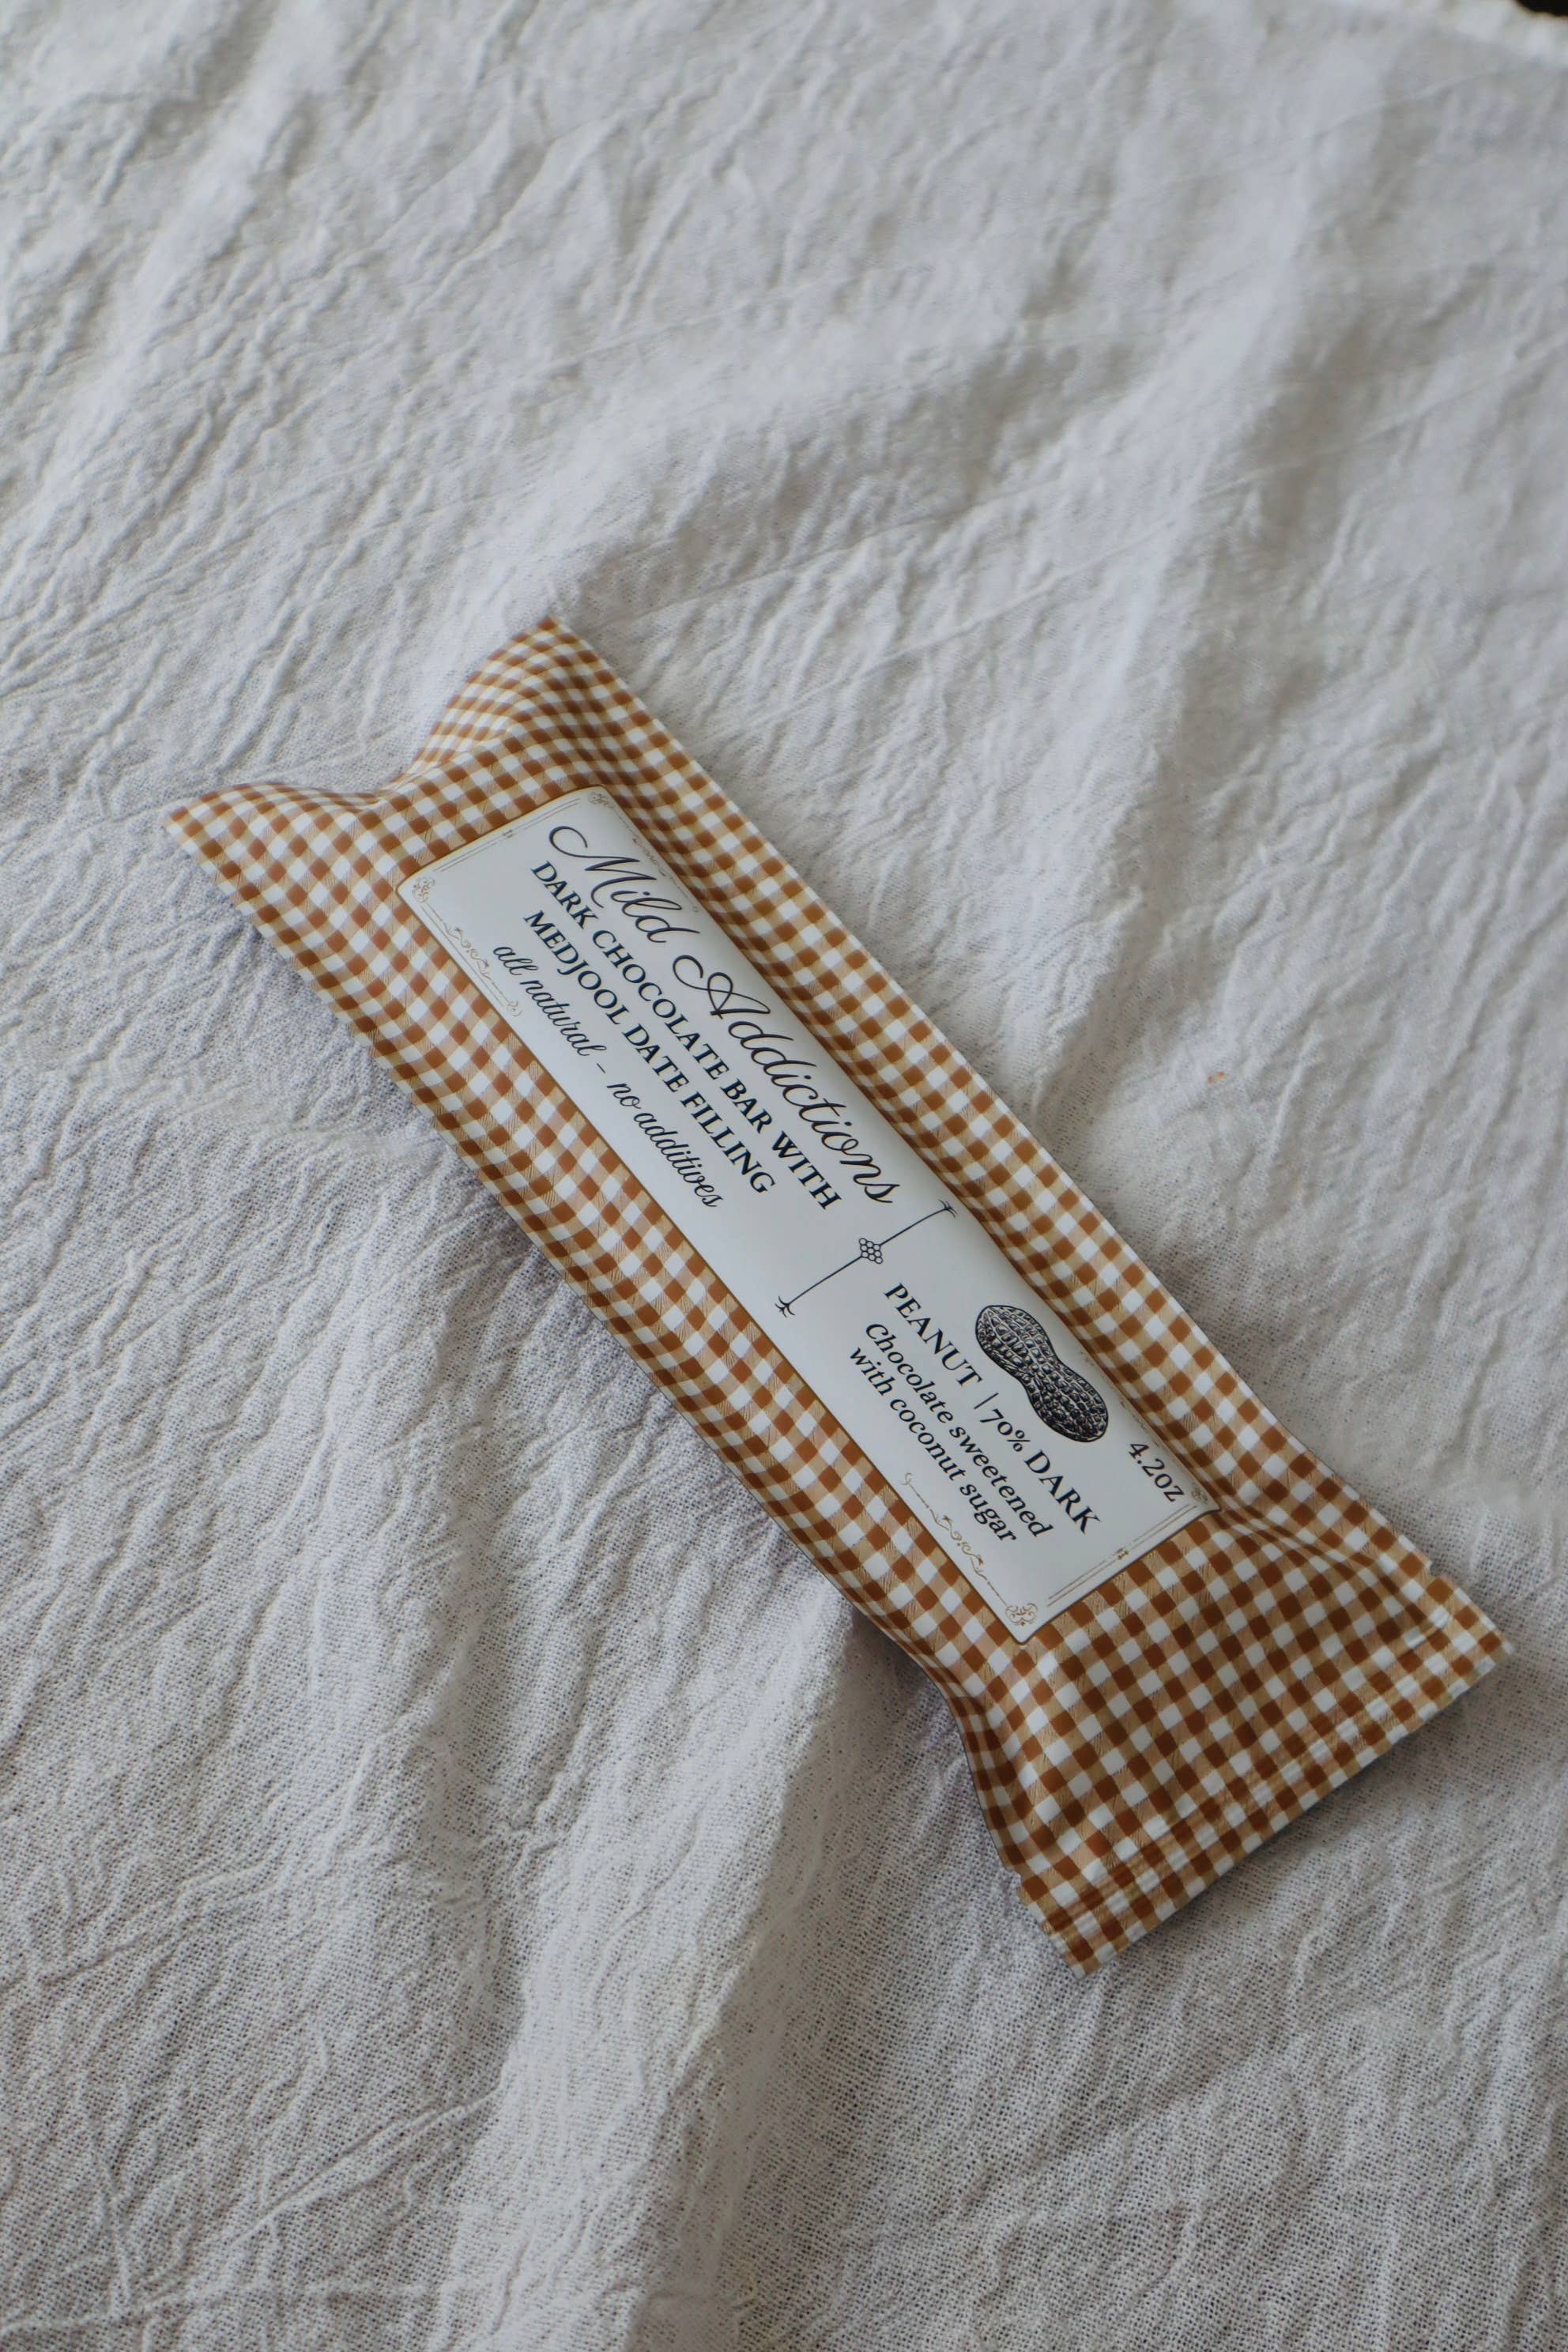 Mild Addictions
DARK CHOCOLATE BAR WITH
MEDJOOL DATE FILLING
all natural - no additives
4.2oz
PEANUT | 70% DARK
Chocolate sweetened
with coconut sugar